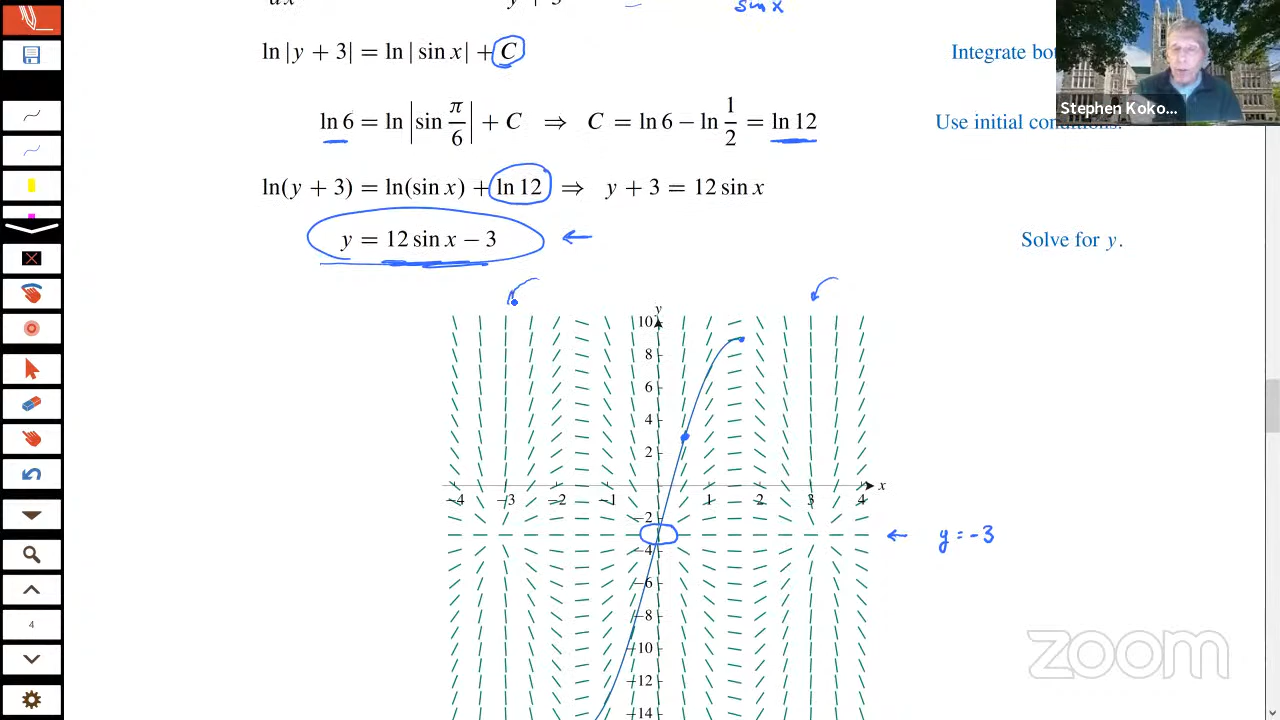 sin x
ln |y + 3| = ln | sin x| + C
Integrate bo
Stephen Koko...
ln 6 = ln |sin π/6| + C ⇒ C = ln 6 − ln 1/2 = ln 12
Use initial conditions.
ln(y + 3) = ln(sin x) + ln 12 ⇒ y + 3 = 12 sin x
y = 12 sin x − 3 ←
Solve for y.
y
10
8
6
4
2
x
−4 −3 −2 −1 1 2 3 4
−2
← y = -3
−4
−6
−8
−10
−12
−14
4
zoom